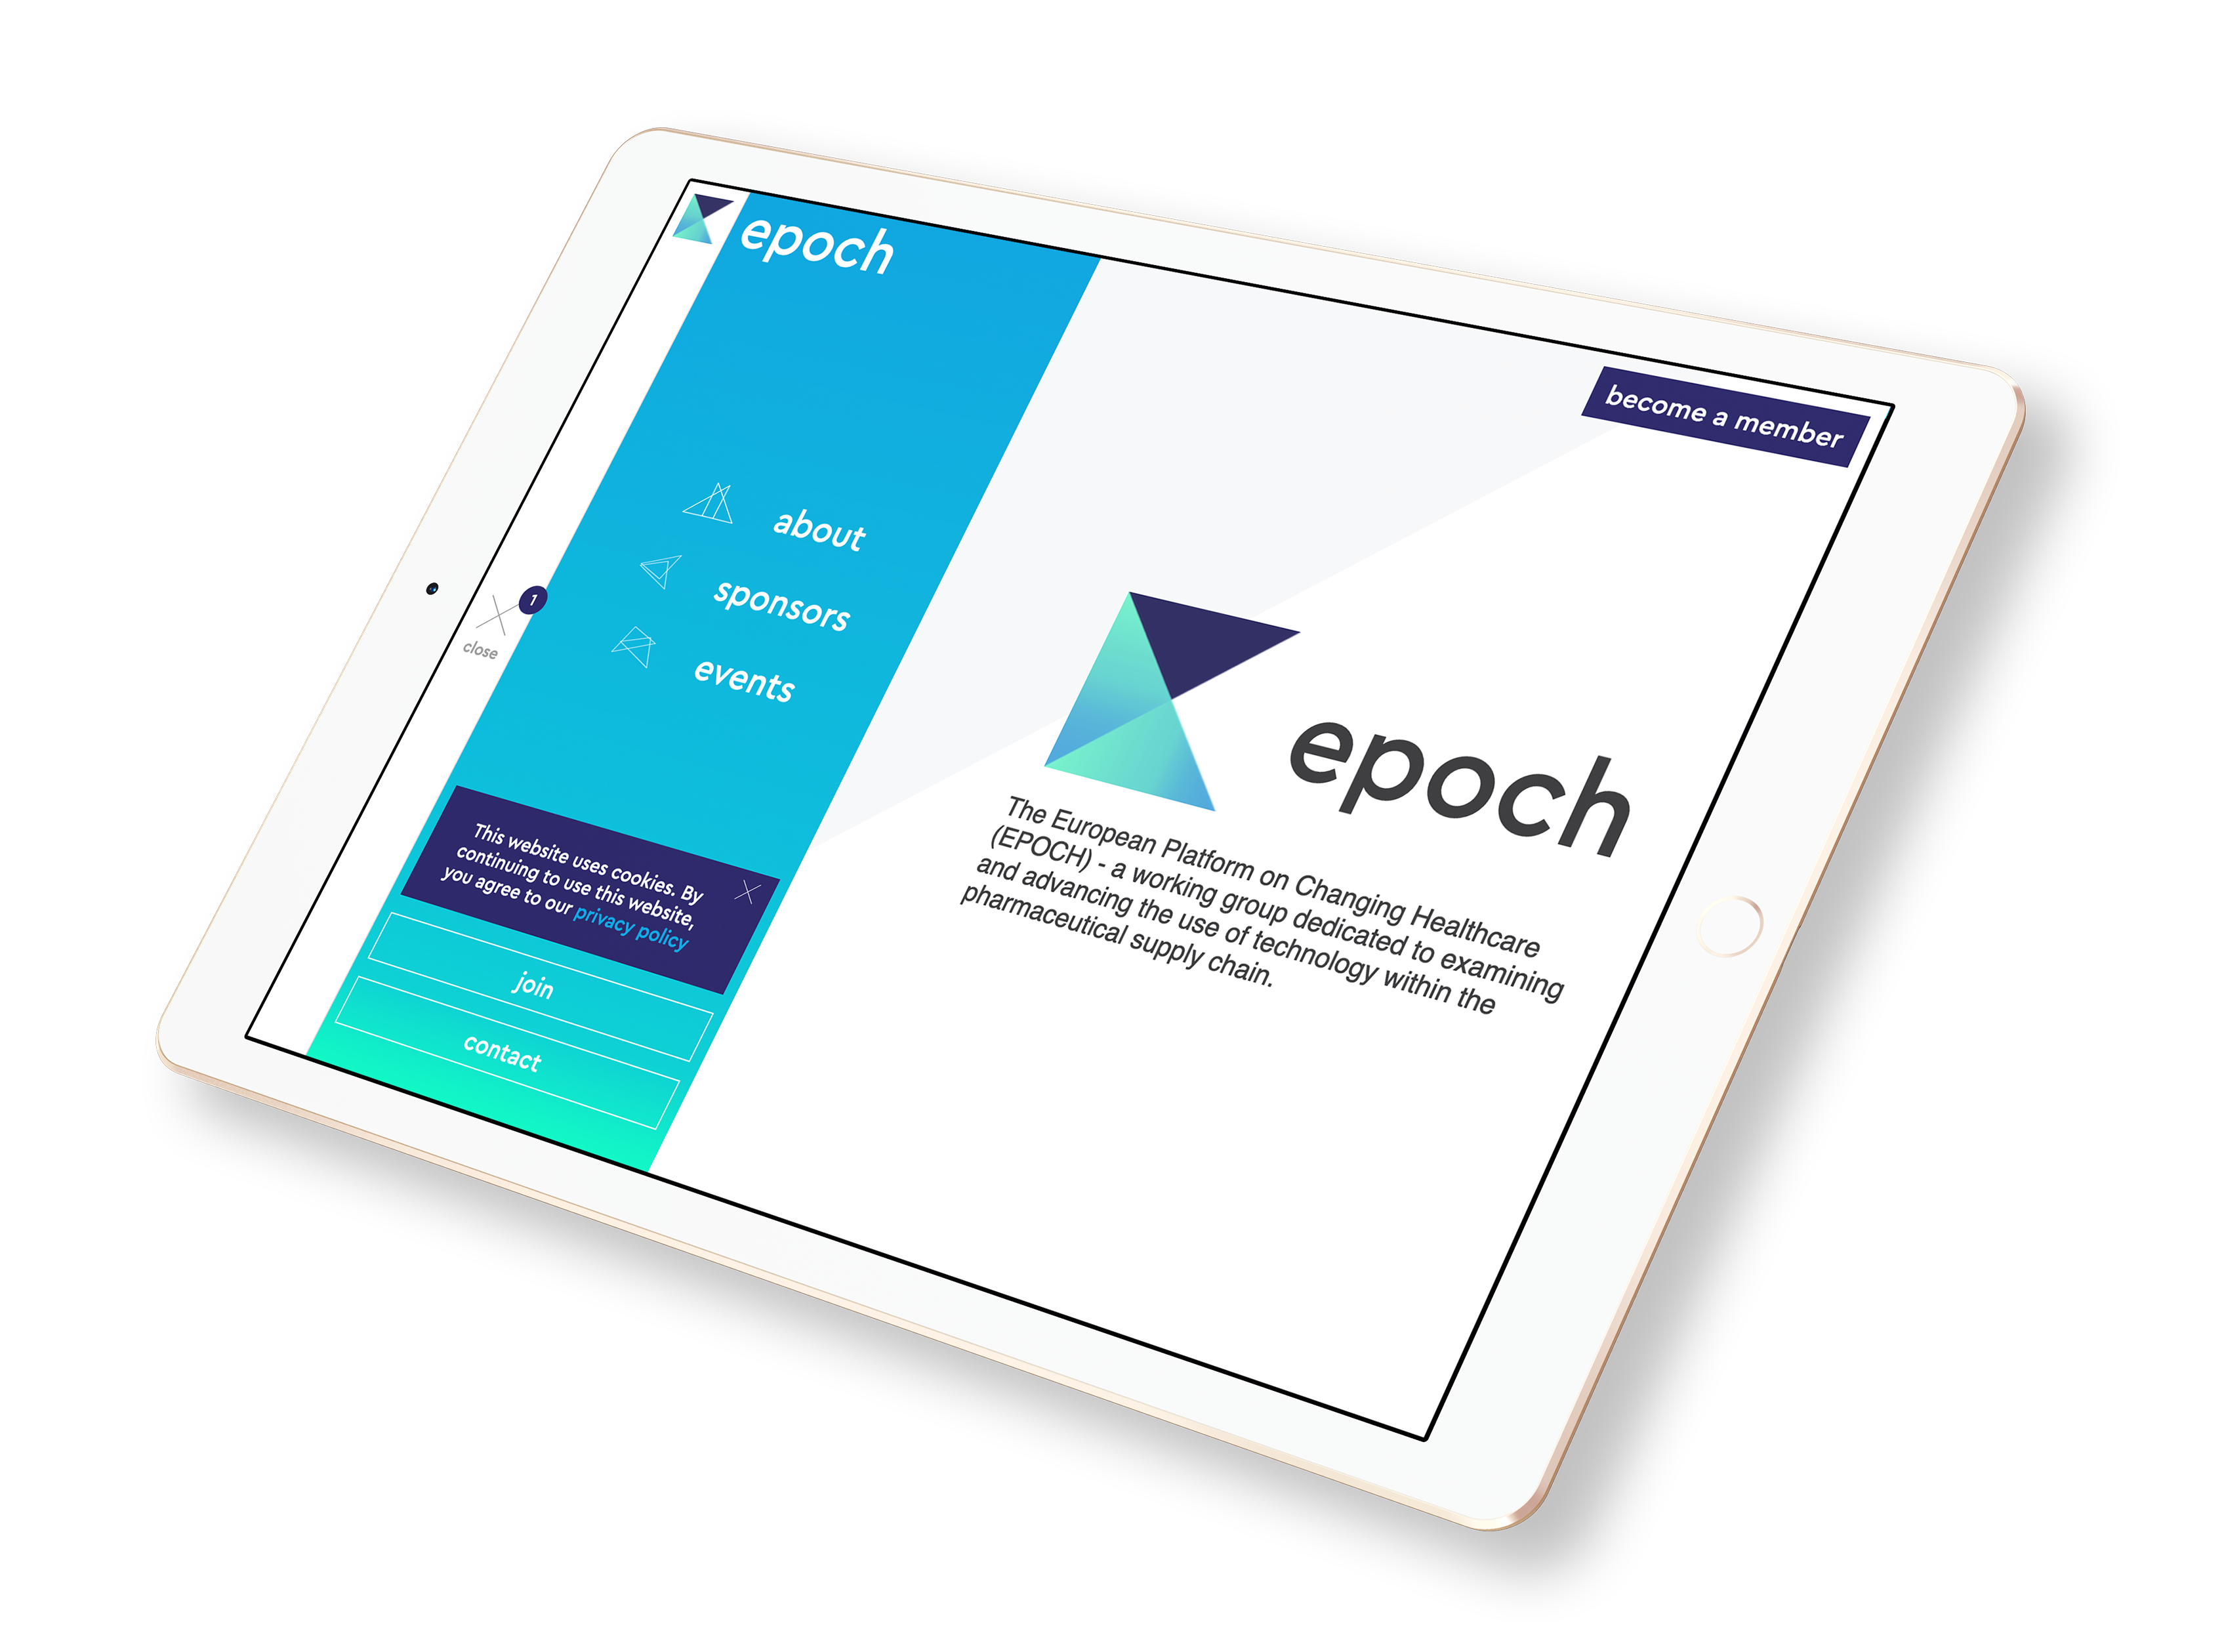 epoch
become a member
about
sponsors
events
1
close
epoch
The European Platform on Changing Healthcare
(EPOCH) - a working group dedicated to examining
and advancing the use of technology within the
pharmaceutical supply chain.
This website uses cookies. By
continuing to use this website,
you agree to our privacy policy
join
contact